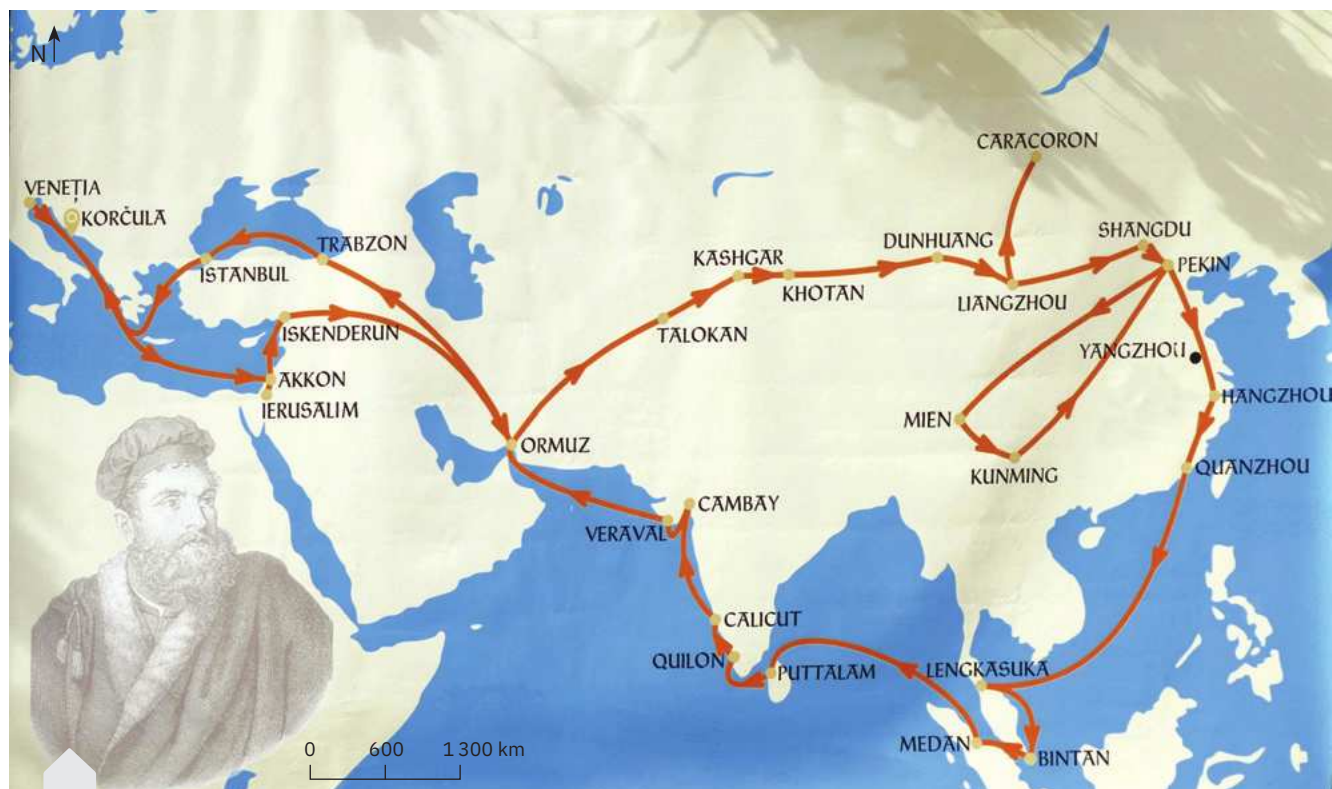 N
CARACORON
VENEȚIA
KORČULA
TRABZON
ISTANBUL
DUNHUANG
SHANGDU
KASHGAR
PEKIN
KHOTAN
LIANGZHOU
ISKENDERUN
TALOKAN
YANGZHOU
AKKON
IERUSALIM
HANGZHOU
MIEN
ORMUZ
KUNMING
QUANZHOU
CAMBAY
VERAVAL
CALICUT
QUILON
PUTTALAM
LENGKASUKA
MEDAN
BINTAN
0 600 1 300 km